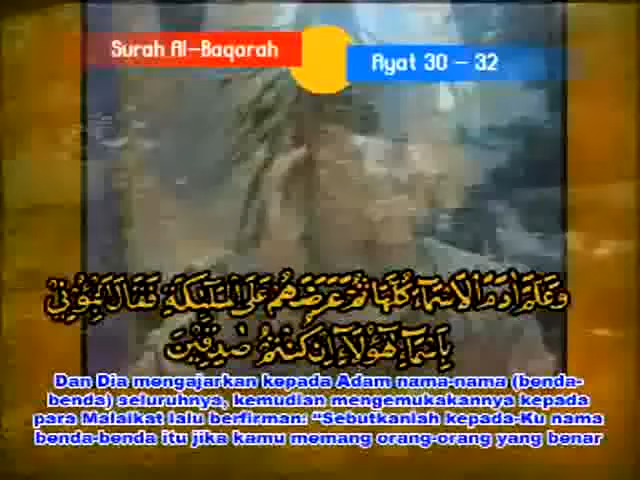 Surah Al-Baqorah
Ayat 30 – 32
وَعَلَّمَ آدَمَ الْأَسْمَاءَ كُلَّهَا ثُمَّ عَرَضَهُمْ عَلَى الْمَلَائِكَةِ فَقَالَ أَنْبِئُونِي
بِأَسْمَاءِ هَٰؤُلَاءِ إِنْ كُنْتُمْ صَادِقِينَ
Dan Dia mengajarkan kepada Adam nama-nama (benda-
benda) seluruhnya, kemudian mengemukakannya kepada
para Malaikat lalu berfirman: “Sebutkanlah kepada-Ku nama
benda-benda itu jika kamu memang orang-orang yang benar